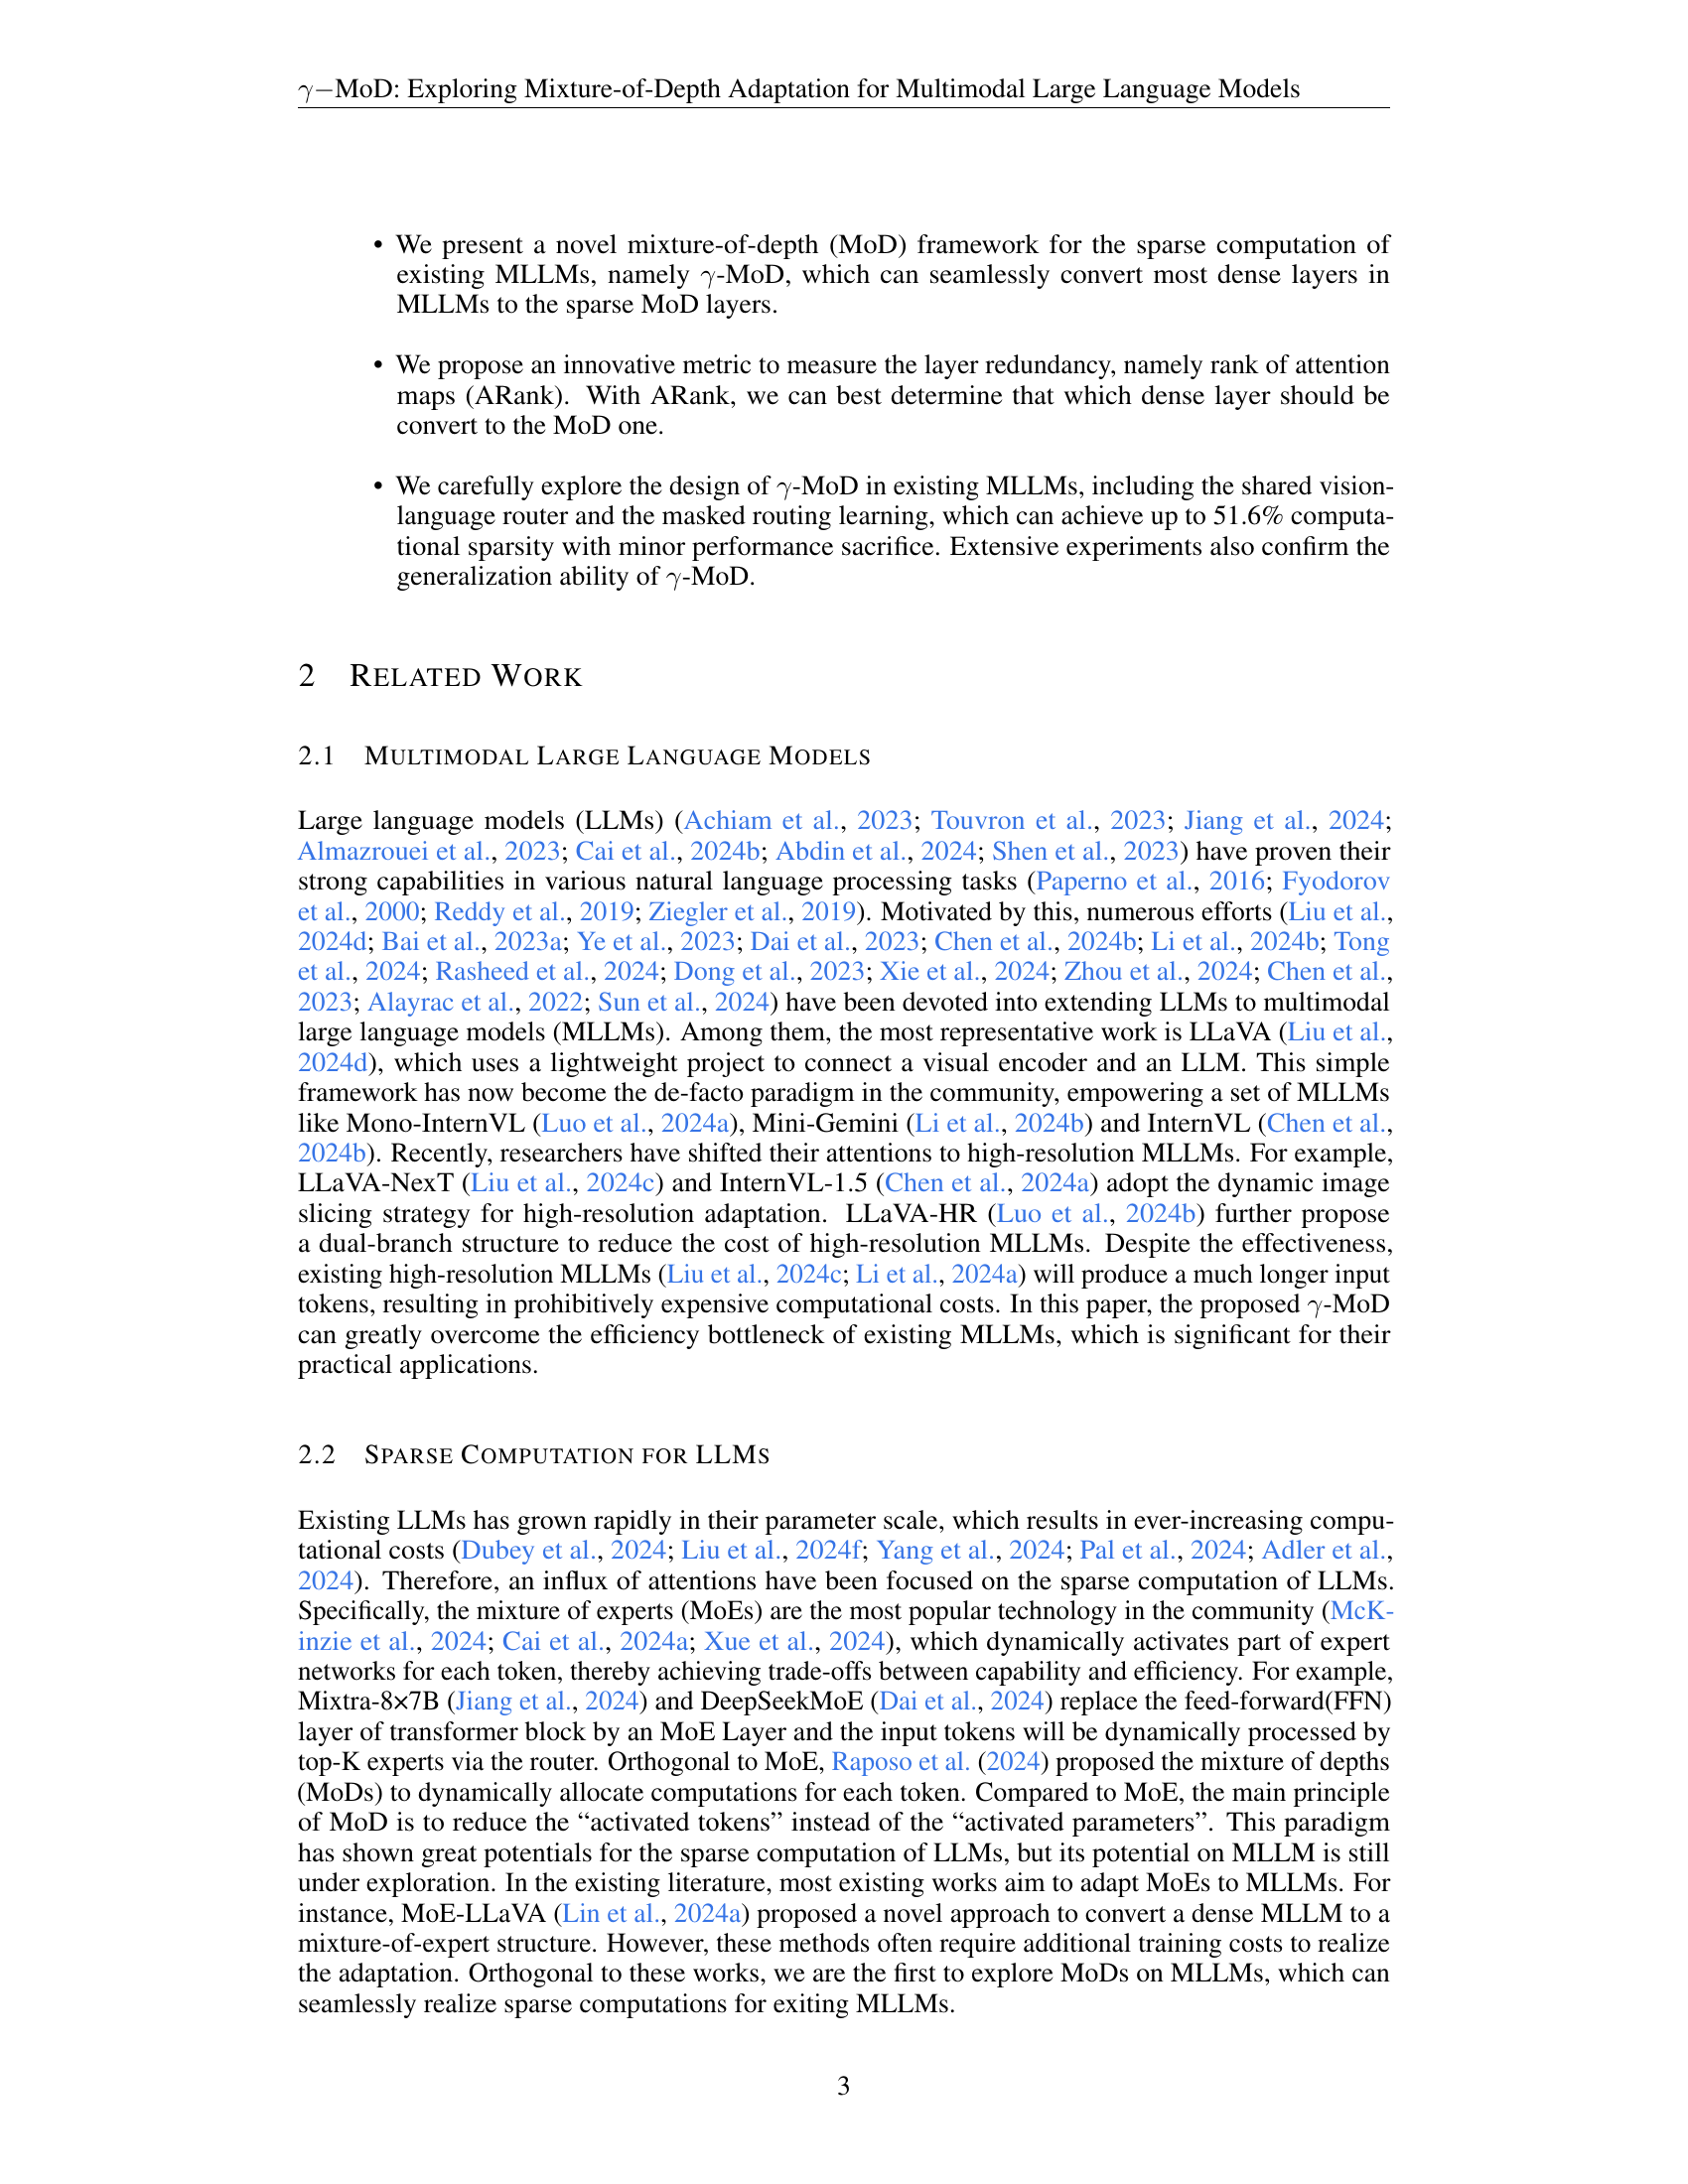 γ−MoD: Exploring Mixture-of-Depth Adaptation for Multimodal Large Language Models
• We present a novel mixture-of-depth (MoD) framework for the sparse computation of
existing MLLMs, namely γ-MoD, which can seamlessly convert most dense layers in
MLLMs to the sparse MoD layers.
• We propose an innovative metric to measure the layer redundancy, namely rank of attention
maps (ARank). With ARank, we can best determine that which dense layer should be
convert to the MoD one.
• We carefully explore the design of γ-MoD in existing MLLMs, including the shared vision-
language router and the masked routing learning, which can achieve up to 51.6% computa-
tional sparsity with minor performance sacrifice. Extensive experiments also confirm the
generalization ability of γ-MoD.
2 RELATED WORK
2.1 MULTIMODAL LARGE LANGUAGE MODELS
Large language models (LLMs) (Achiam et al., 2023; Touvron et al., 2023; Jiang et al., 2024;
Almazrouei et al., 2023; Cai et al., 2024b; Abdin et al., 2024; Shen et al., 2023) have proven their
strong capabilities in various natural language processing tasks (Paperno et al., 2016; Fyodorov
et al., 2000; Reddy et al., 2019; Ziegler et al., 2019). Motivated by this, numerous efforts (Liu et al.,
2024d; Bai et al., 2023a; Ye et al., 2023; Dai et al., 2023; Chen et al., 2024b; Li et al., 2024b; Tong
et al., 2024; Rasheed et al., 2024; Dong et al., 2023; Xie et al., 2024; Zhou et al., 2024; Chen et al.,
2023; Alayrac et al., 2022; Sun et al., 2024) have been devoted into extending LLMs to multimodal
large language models (MLLMs). Among them, the most representative work is LLaVA (Liu et al.,
2024d), which uses a lightweight project to connect a visual encoder and an LLM. This simple
framework has now become the de-facto paradigm in the community, empowering a set of MLLMs
like Mono-InternVL (Luo et al., 2024a), Mini-Gemini (Li et al., 2024b) and InternVL (Chen et al.,
2024b). Recently, researchers have shifted their attentions to high-resolution MLLMs. For example,
LLaVA-NexT (Liu et al., 2024c) and InternVL-1.5 (Chen et al., 2024a) adopt the dynamic image
slicing strategy for high-resolution adaptation. LLaVA-HR (Luo et al., 2024b) further propose
a dual-branch structure to reduce the cost of high-resolution MLLMs. Despite the effectiveness,
existing high-resolution MLLMs (Liu et al., 2024c; Li et al., 2024a) will produce a much longer input
tokens, resulting in prohibitively expensive computational costs. In this paper, the proposed γ-MoD
can greatly overcome the efficiency bottleneck of existing MLLMs, which is significant for their
practical applications.
2.2 SPARSE COMPUTATION FOR LLMS
Existing LLMs has grown rapidly in their parameter scale, which results in ever-increasing compu-
tational costs (Dubey et al., 2024; Liu et al., 2024f; Yang et al., 2024; Pal et al., 2024; Adler et al.,
2024). Therefore, an influx of attentions have been focused on the sparse computation of LLMs.
Specifically, the mixture of experts (MoEs) are the most popular technology in the community (McK-
inzie et al., 2024; Cai et al., 2024a; Xue et al., 2024), which dynamically activates part of expert
networks for each token, thereby achieving trade-offs between capability and efficiency. For example,
Mixtra-8×7B (Jiang et al., 2024) and DeepSeekMoE (Dai et al., 2024) replace the feed-forward(FFN)
layer of transformer block by an MoE Layer and the input tokens will be dynamically processed by
top-K experts via the router. Orthogonal to MoE, Raposo et al. (2024) proposed the mixture of depths
(MoDs) to dynamically allocate computations for each token. Compared to MoE, the main principle
of MoD is to reduce the “activated tokens” instead of the “activated parameters”. This paradigm
has shown great potentials for the sparse computation of LLMs, but its potential on MLLM is still
under exploration. In the existing literature, most existing works aim to adapt MoEs to MLLMs. For
instance, MoE-LLaVA (Lin et al., 2024a) proposed a novel approach to convert a dense MLLM to a
mixture-of-expert structure. However, these methods often require additional training costs to realize
the adaptation. Orthogonal to these works, we are the first to explore MoDs on MLLMs, which can
seamlessly realize sparse computations for exiting MLLMs.
3